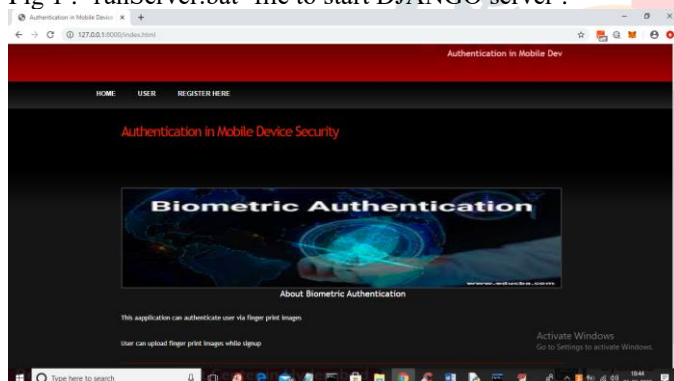 Fig 1 : 'runServer.bat' file to start DJANGO server .
Authentication in Mobile Device
127.0.0.1:8000/index.html
Authentication in Mobile Dev
HOME USER REGISTER HERE
Authentication in Mobile Device Security
Biometric Authentication
www.educba.com
About Biometric Authentication
This aapplication can authenticate user via finger print images
User can upload finger print images while signup
Activate Windows
Go to Settings to activate Windows.
Type here to search
18:44